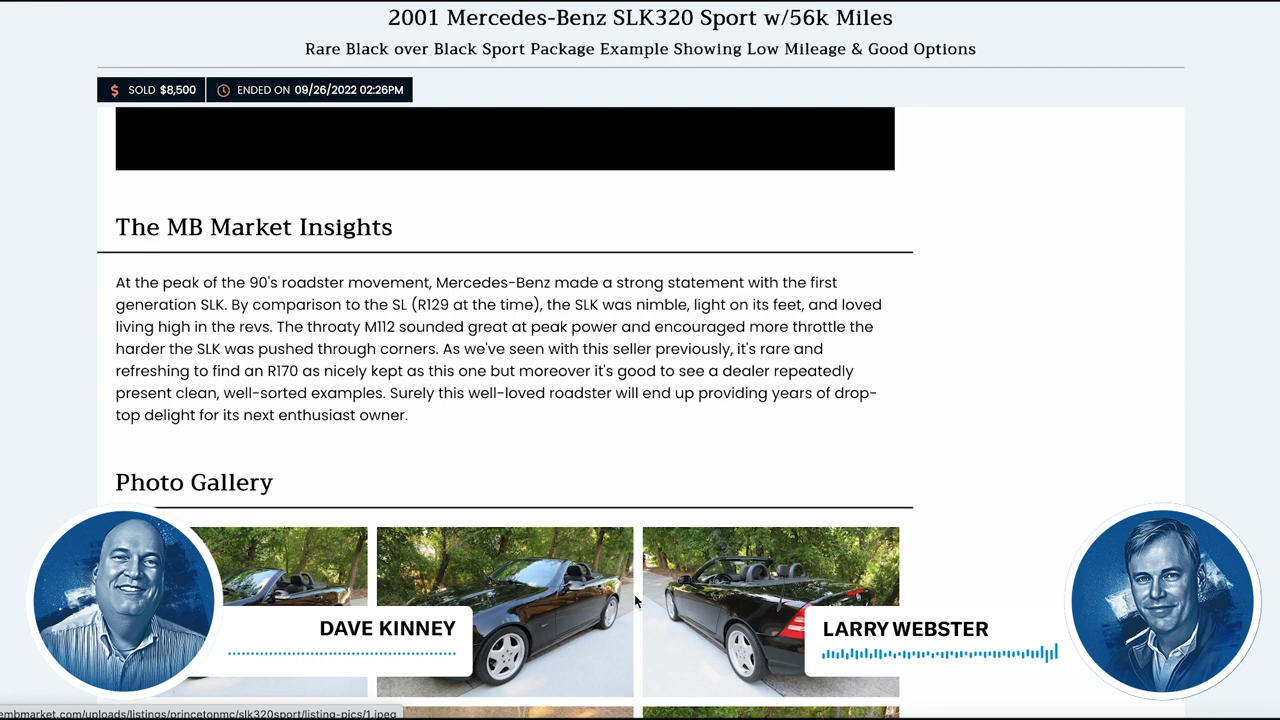 2001 Mercedes-Benz SLK320 Sport w/56k Miles
Rare Black over Black Sport Package Example Showing Low Mileage & Good Options
$ SOLD $8,500 ENDED ON 09/26/2022 02:26PM
The MB Market Insights
At the peak of the 90's roadster movement, Mercedes-Benz made a strong statement with the first
generation SLK. By comparison to the SL (R129 at the time), the SLK was nimble, light on its feet, and loved
living high in the revs. The throaty M112 sounded great at peak power and encouraged more throttle the
harder the SLK was pushed through corners. As we've seen with this seller previously, it's rare and
refreshing to find an R170 as nicely kept as this one but moreover it's good to see a dealer repeatedly
present clean, well-sorted examples. Surely this well-loved roadster will end up providing years of drop-
top delight for its next enthusiast owner.
Photo Gallery
DAVE KINNEY
LARRY WEBSTER
embmarket.com/uploads/listings/princetonmc/slk320sport/listing-pics/1.jpeg